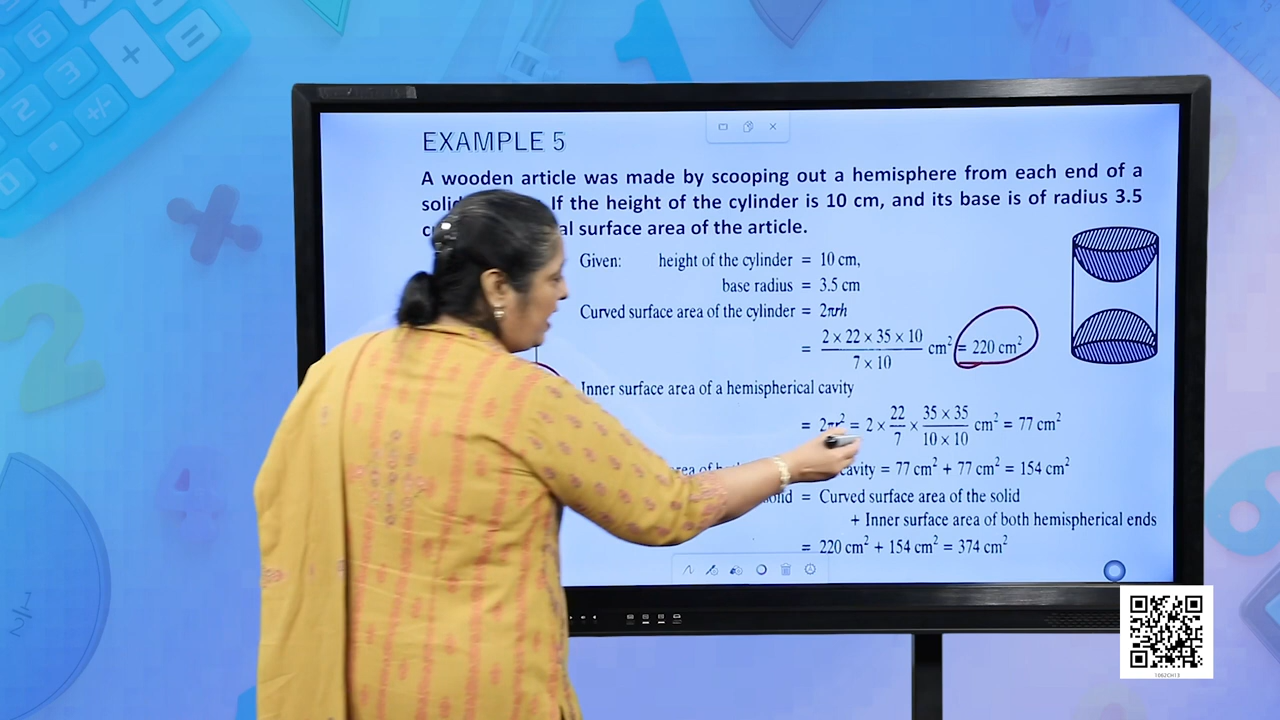 EXAMPLE 5
A wooden article was made by scooping out a hemisphere from each end of a
If the height of the cylinder is 10 cm, and its base is of radius 3.5
surface area of the article.
Given: height of the cylinder = 10 cm,
base radius = 3.5 cm
Curved surface area of the cylinder = 2πrh
= 2 × 22 × 35 × 10 / 7 × 10 cm² = 220 cm²
Inner surface area of a hemispherical cavity
= 2πr² = 2 × 22/7 × 35 × 35 / 10 × 10 cm² = 77 cm²
cavity = 77 cm² + 77 cm² = 154 cm²
= Curved surface area of the solid
+ Inner surface area of both hemispherical ends
= 220 cm² + 154 cm² = 374 cm²
1062CH13